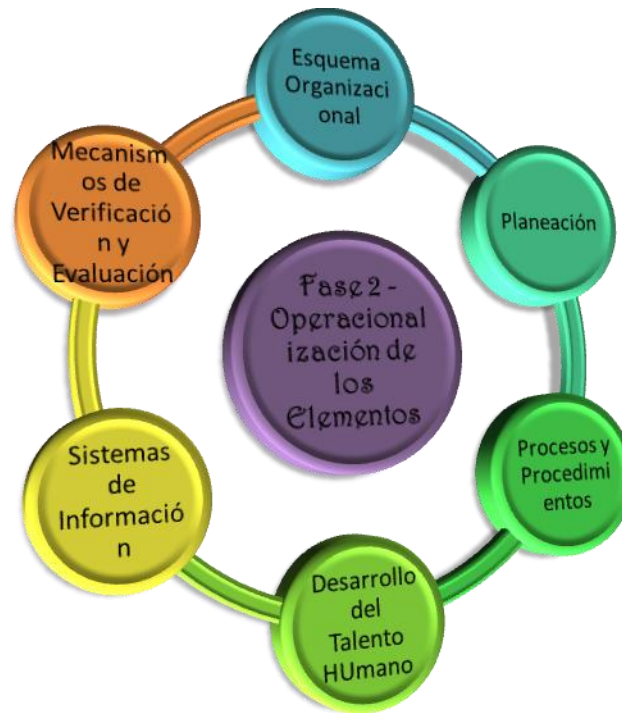 Esquema
Organizaci
onal
Planeación
Procesos y
Procedimi
entos
Desarrollo
del
Talento
HUmano
Sistemas
de
Informació
n
Mecanism
os de
Verificació
n y
Evaluación
Fase 2 -
Operacional
ización de
los
Elementos